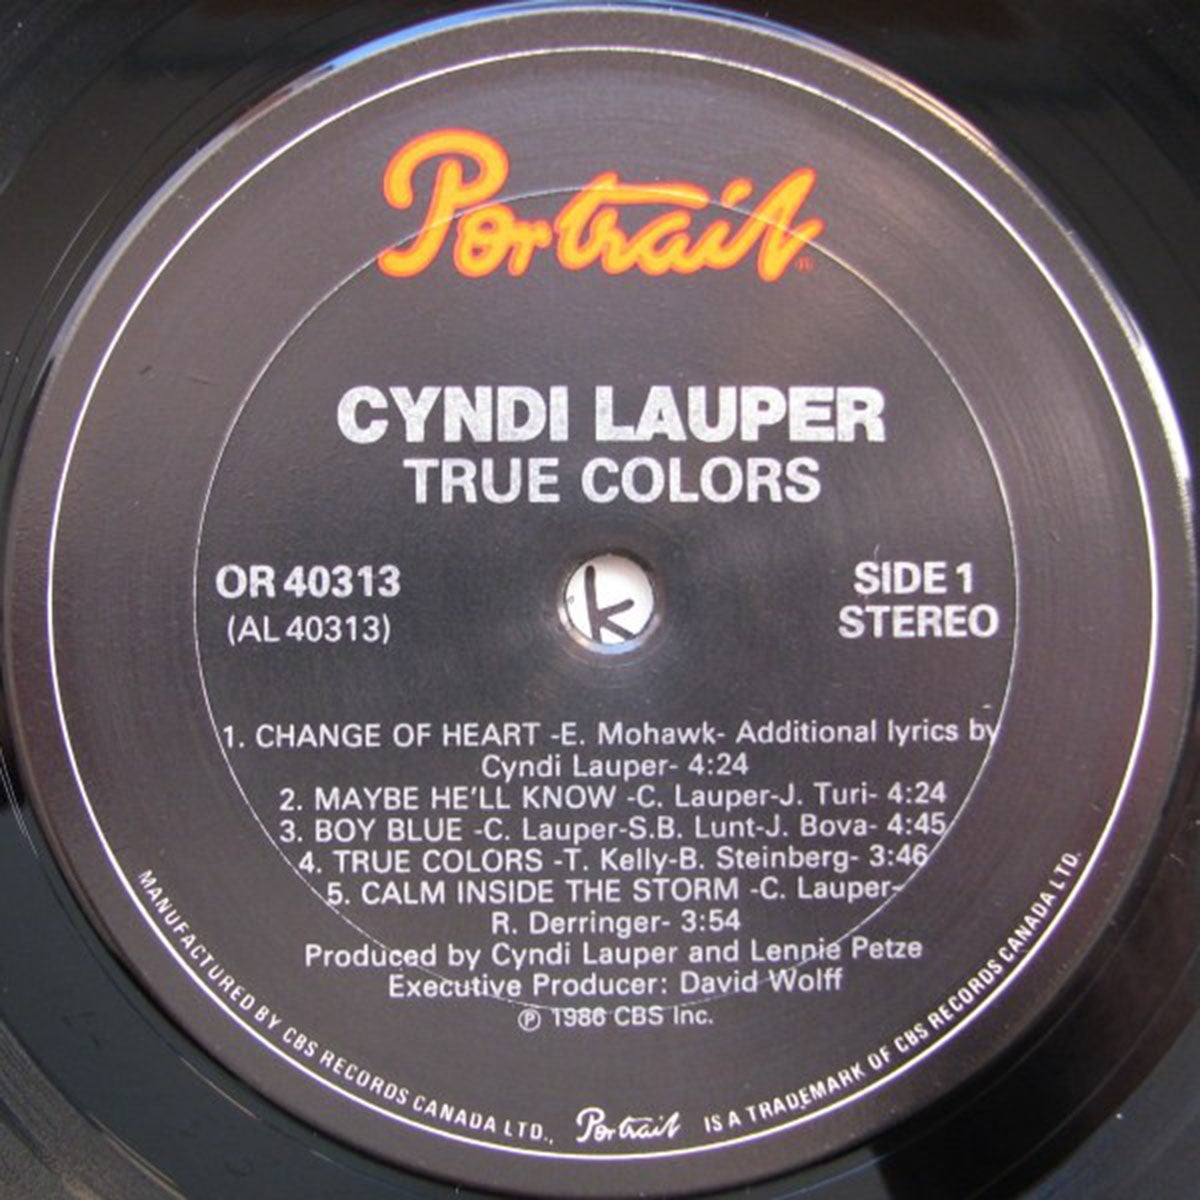 Portrait®
CYNDI LAUPER
TRUE COLORS
OR 40313
(AL 40313)
k
SIDE 1
STEREO
1. CHANGE OF HEART -E. Mohawk- Additional lyrics by
Cyndi Lauper- 4:24
2. MAYBE HE'LL KNOW -C. Lauper-J. Turi- 4:24
3. BOY BLUE -C. Lauper-S.B. Lunt-J. Bova- 4:45
4. TRUE COLORS -T. Kelly-B. Steinberg- 3:46
5. CALM INSIDE THE STORM -C. Lauper-
R. Derringer- 3:54
Produced by Cyndi Lauper and Lennie Petze
Executive Producer: David Wolff
℗ 1986 CBS Inc.
MANUFACTURED BY CBS RECORDS CANADA LTD., Portrait IS A TRADEMARK OF CBS RECORDS CANADA LTD.